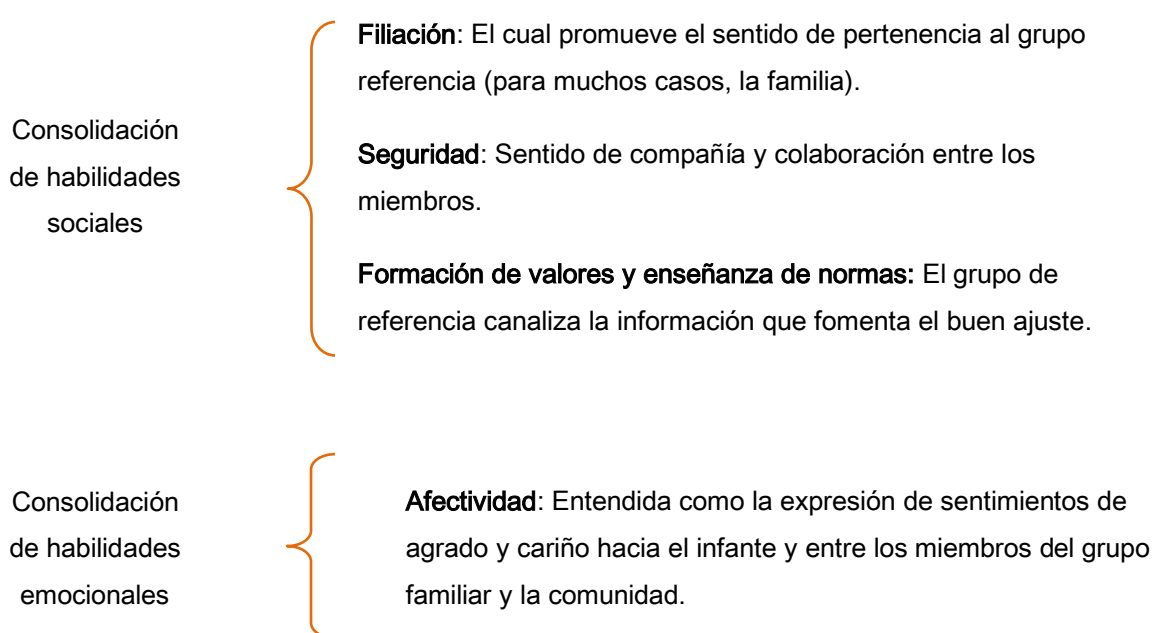 Consolidación
de habilidades
sociales
Filiación: El cual promueve el sentido de pertenencia al grupo
referencia (para muchos casos, la familia).
Seguridad: Sentido de compañía y colaboración entre los
miembros.
Formación de valores y enseñanza de normas: El grupo de
referencia canaliza la información que fomenta el buen ajuste.
Consolidación
de habilidades
emocionales
Afectividad: Entendida como la expresión de sentimientos de
agrado y cariño hacia el infante y entre los miembros del grupo
familiar y la comunidad.